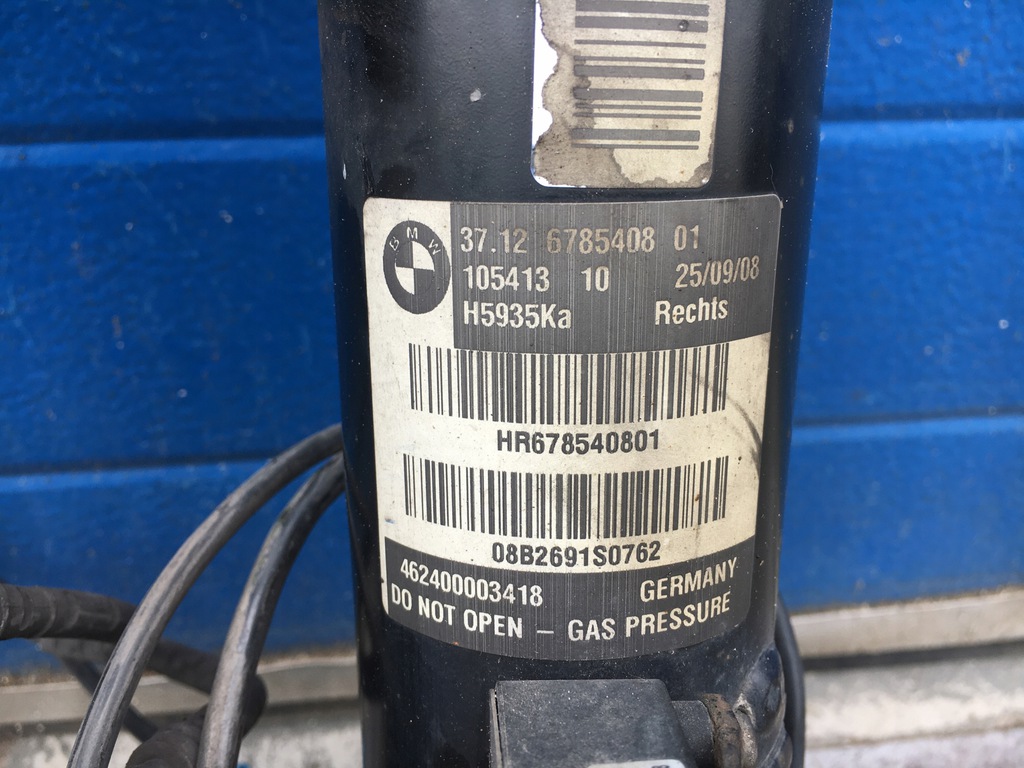 BMW
37.12 6785408 01
105413 10 25/09/08
H5935Ka Rechts
HR678540801
08B2691S0762
462400003418 GERMANY
DO NOT OPEN – GAS PRESSURE